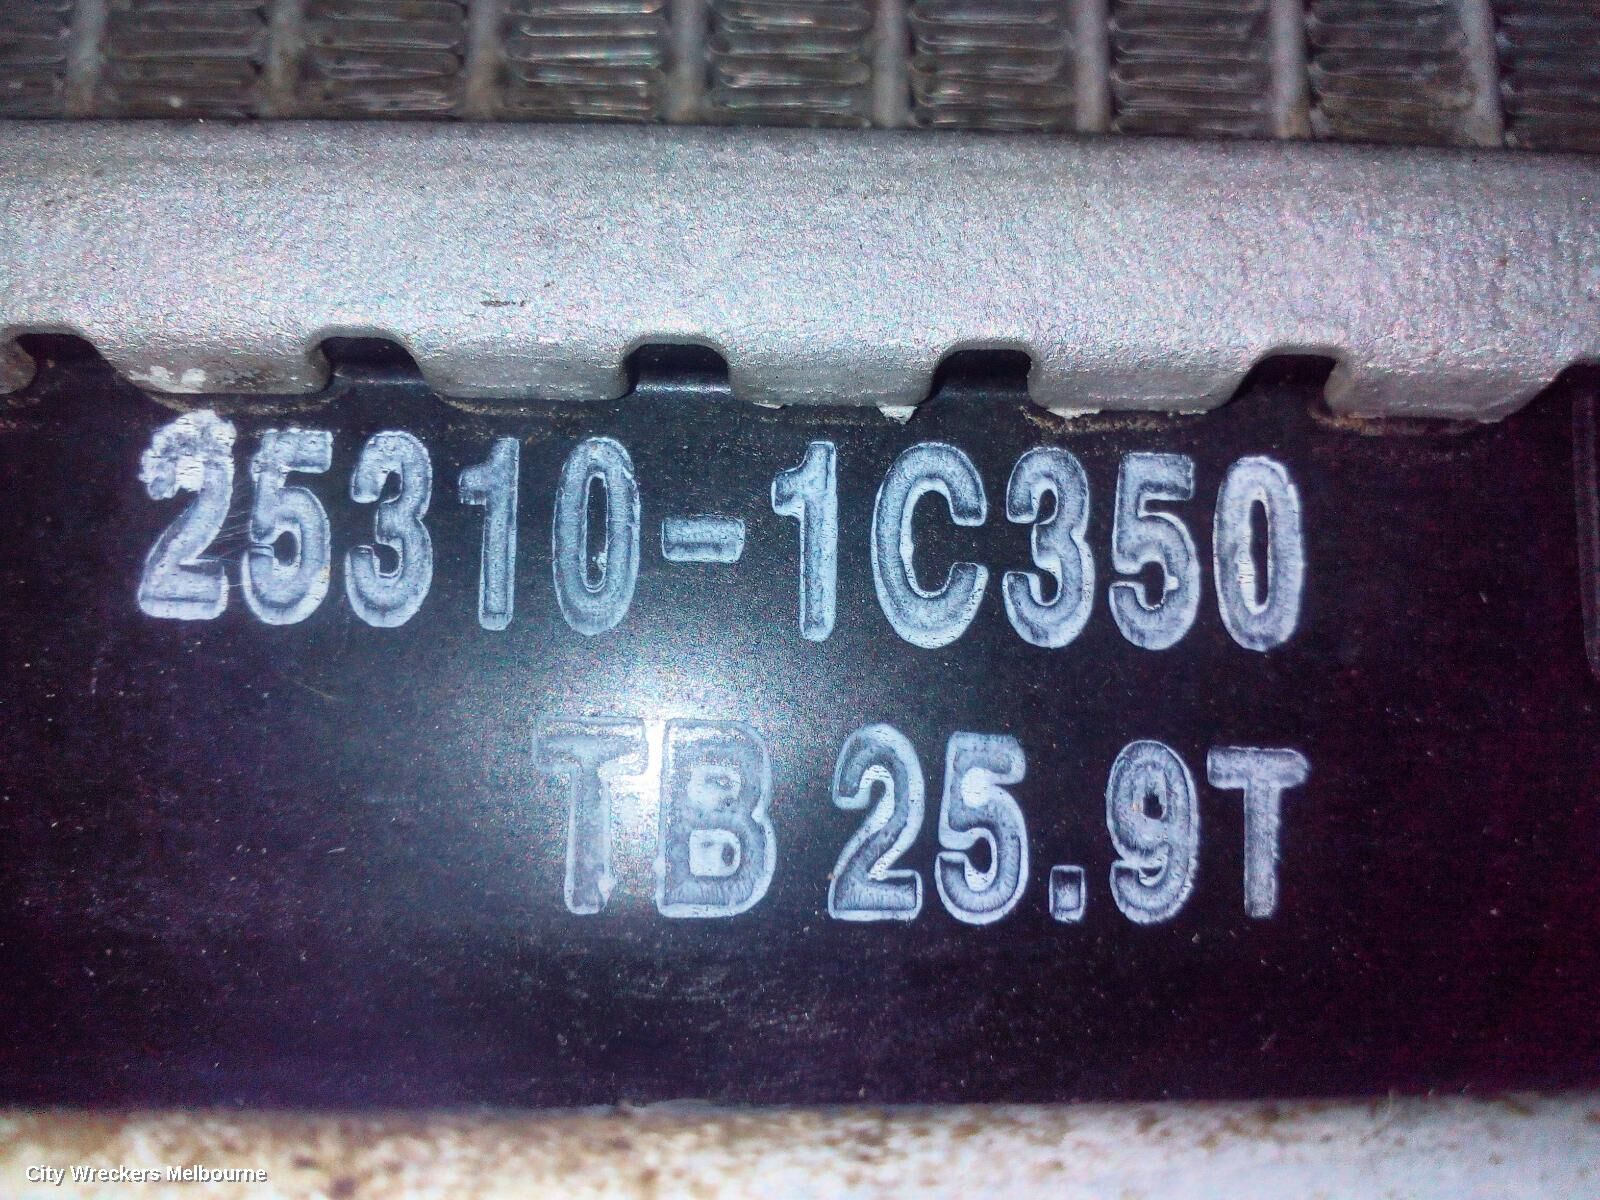 25310-1C350
TB 25.9T
City Wreckers Melbourne